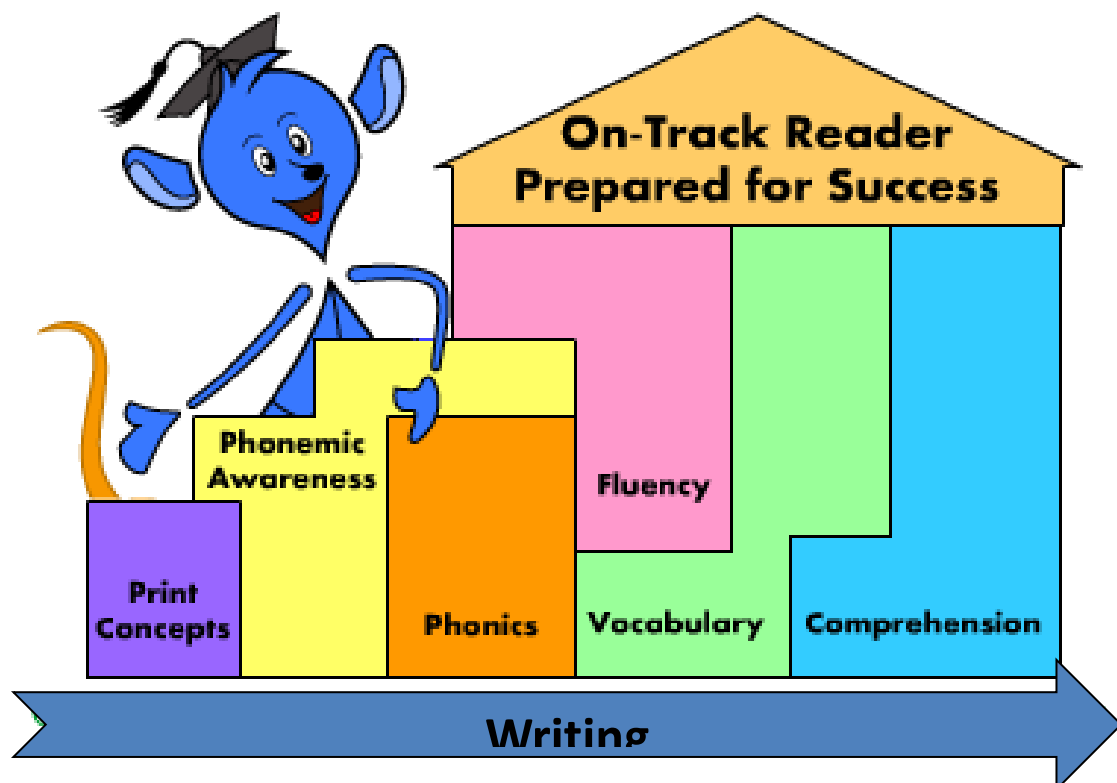 On-Track Reader
Prepared for Success
Phonemic
Awareness
Fluency
Print
Concepts
Phonics
Vocabulary
Comprehension
Writing